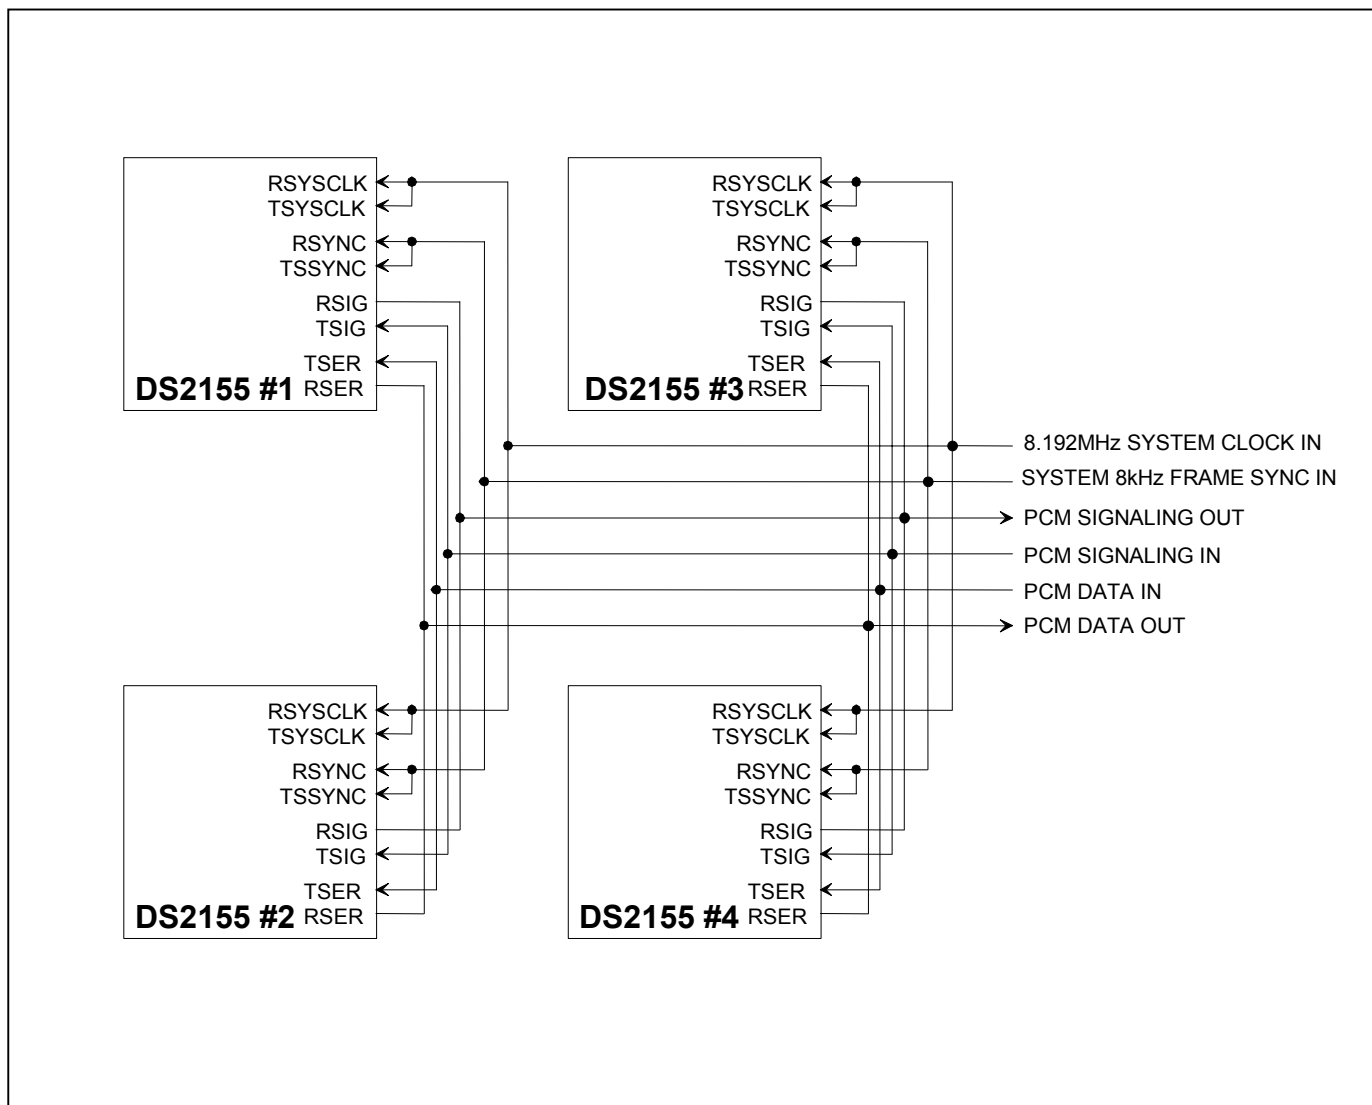 RSYSCLK
TSYSCLK
RSYNC
TSSYNC
RSIG
TSIG
TSER
DS2155 #1 RSER
RSYSCLK
TSYSCLK
RSYNC
TSSYNC
RSIG
TSIG
TSER
DS2155 #3 RSER
8.192MHz SYSTEM CLOCK IN
SYSTEM 8kHz FRAME SYNC IN
PCM SIGNALING OUT
PCM SIGNALING IN
PCM DATA IN
PCM DATA OUT
RSYSCLK
TSYSCLK
RSYNC
TSSYNC
RSIG
TSIG
TSER
DS2155 #2 RSER
RSYSCLK
TSYSCLK
RSYNC
TSSYNC
RSIG
TSIG
TSER
DS2155 #4 RSER